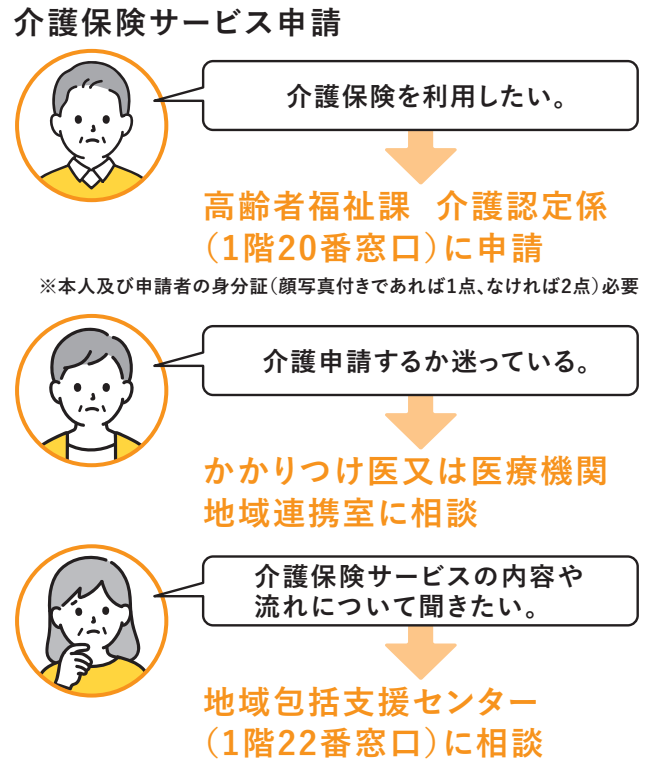 介護保険サービス申請
介護保険を利用したい。
高齢者福祉課 介護認定係
（1階20番窓口）に申請
※本人及び申請者の身分証（顔写真付きであれば1点、なければ2点）必要
介護申請するか迷っている。
かかりつけ医又は医療機関
地域連携室に相談
介護保険サービスの内容や
流れについて聞きたい。
地域包括支援センター
（1階22番窓口）に相談